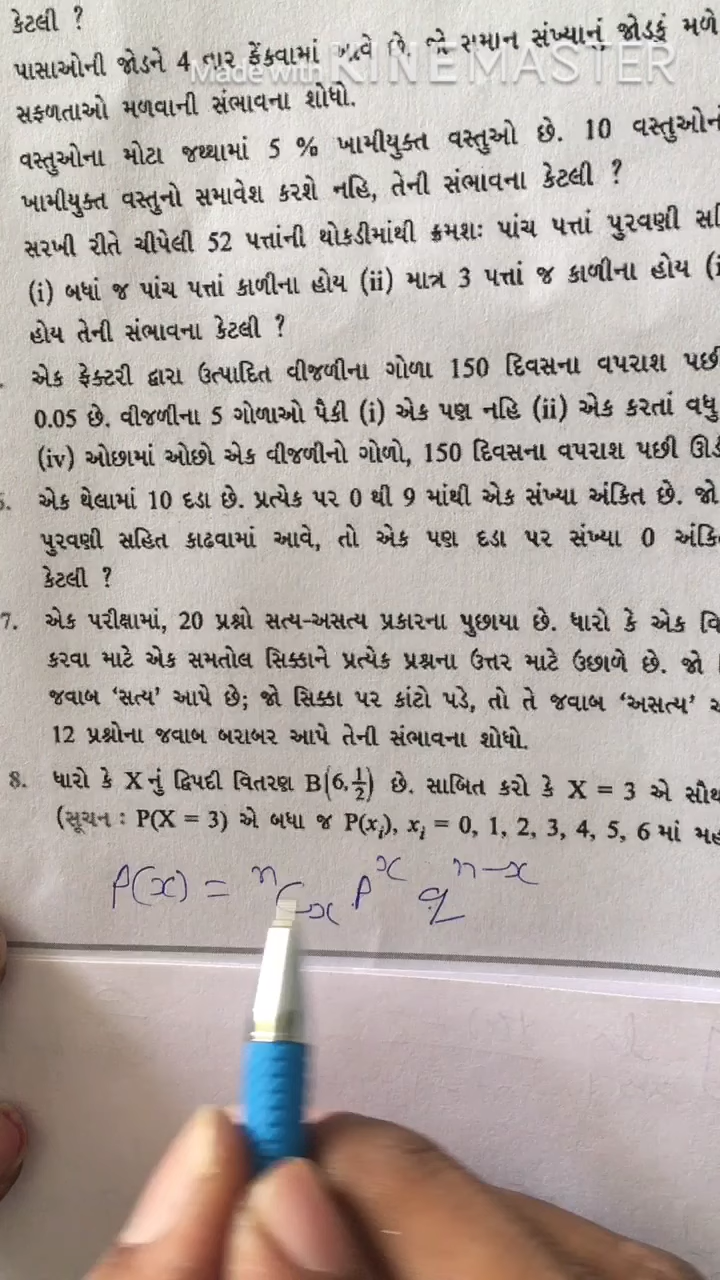 કેટલી ?
પાસાઓની જોડને 4 વાર ફેંકવામાં આવે છે. જો સમાન સંખ્યાનું જોડકું મળે
Made with KINEMASTER
સફળતાઓ મળવાની સંભાવના શોધો.
વસ્તુઓના મોટા જથ્થામાં 5 % ખામીયુક્ત વસ્તુઓ છે. 10 વસ્તુઓન
ખામીયુક્ત વસ્તુનો સમાવેશ કરશે નહિ, તેની સંભાવના કેટલી ?
સરખી રીતે ચીપેલી 52 પત્તાંની થોકડીમાંથી ક્રમશઃ પાંચ પત્તાં પુરવણી સ
(i) બધાં જ પાંચ પત્તાં કાળીના હોય (ii) માત્ર 3 પત્તાં જ કાળીના હોય (i
હોય તેની સંભાવના કેટલી ?
એક ફેક્ટરી દ્વારા ઉત્પાદિત વીજળીના ગોળા 150 દિવસના વપરાશ પછી
0.05 છે. વીજળીના 5 ગોળાઓ પૈકી (i) એક પણ નહિ (ii) એક કરતાં વધુ
(iv) ઓછામાં ઓછો એક વીજળીનો ગોળો, 150 દિવસના વપરાશ પછી ઊડ
એક થેલામાં 10 દડા છે. પ્રત્યેક પર 0 થી 9 માંથી એક સંખ્યા અંકિત છે. જો
પુરવણી સહિત કાઢવામાં આવે, તો એક પણ દડા પર સંખ્યા 0 અંકિ
કેટલી ?
7. એક પરીક્ષામાં, 20 પ્રશ્નો સત્ય-અસત્ય પ્રકારના પુછાયા છે. ધારો કે એક વિ
કરવા માટે એક સમતોલ સિક્કાને પ્રત્યેક પ્રશ્નના ઉત્તર માટે ઉછાળે છે. જો
જવાબ ‘સત્ય’ આપે છે; જો સિક્કા પર કાંટો પડે, તો તે જવાબ ‘અસત્ય’
12 પ્રશ્નોના જવાબ બરાબર આપે તેની સંભાવના શોધો.
8. ધારો કે X નું દ્વિપદી વિતરણ B(6, 1/2) છે. સાબિત કરો કે X = 3 એ સૌથ
(સૂચન : P(X = 3) એ બધા જ P(xᵢ), xᵢ = 0, 1, 2, 3, 4, 5, 6 માં મહ
P(x) = ⁿCₓ pˣ qⁿ⁻ˣ